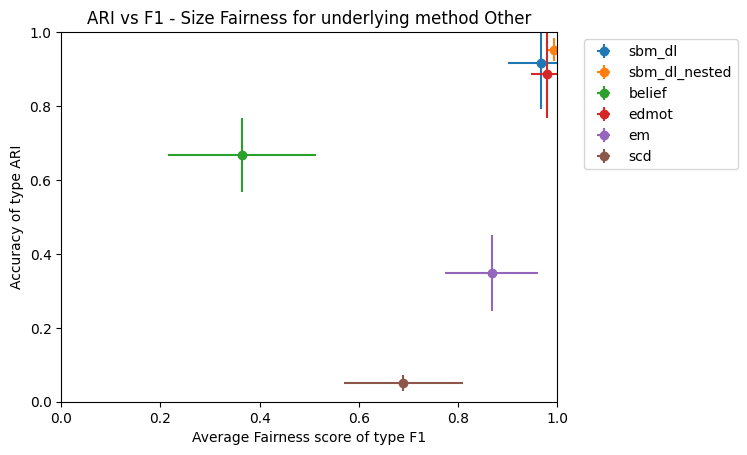 ARI vs F1 - Size Fairness for underlying method Other
Accuracy of type ARI
1.0
0.8
0.6
0.4
0.2
0.0
0.0 0.2 0.4 0.6 0.8 1.0
Average Fairness score of type F1
sbm_dl
sbm_dl_nested
belief
edmot
em
scd